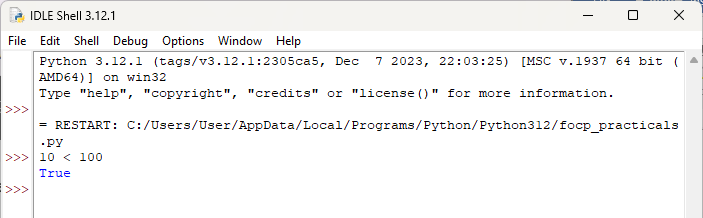 IDLE Shell 3.12.1
File Edit Shell Debug Options Window Help
Python 3.12.1 (tags/v3.12.1:2305ca5, Dec  7 2023, 22:03:25) [MSC v.1937 64 bit (
AMD64)] on win32
Type "help", "copyright", "credits" or "license()" for more information.
>>>
= RESTART: C:/Users/User/AppData/Local/Programs/Python/Python312/focp_practicals
.py
>>> 10 < 100
True
>>>